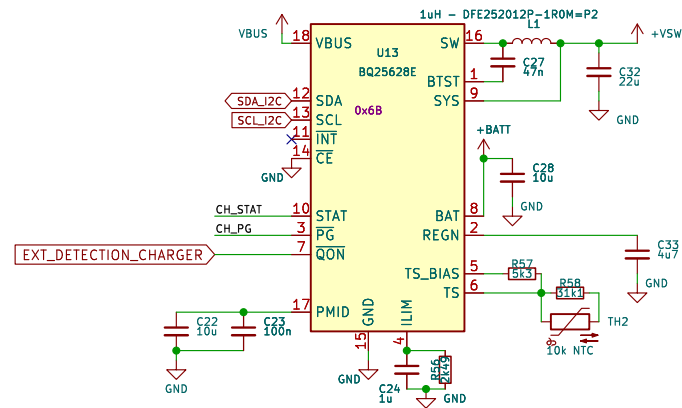 1uH - DFE252012P-1R0M=P2
L1
VBUS
18 VBUS
U13
BQ25628E
0x6B
SW 16
+VSW
C27
47n
C32
22u
GND
BTST 1
SYS 9
SDA_I2C 12 SDA
SCL_I2C 13 SCL
11 INT
14 CE
GND
+BATT
C28
10u
GND
CH_STAT 10 STAT
CH_PG 3 PG
EXT_DETECTION_CHARGER 7 QON
BAT 8
REGN 2
C33
4u7
GND
TS_BIAS 5
R57
5k3
TS 6
R58
31k1
TH2
10k NTC
17 PMID
C22
10u
C23
100n
GND
GND
15
GND
ILIM
4
C24
1u
R56
2k49
GND